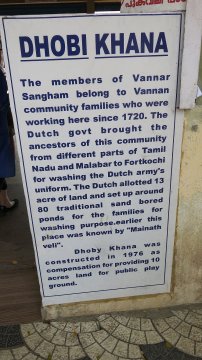 DHOBI KHANA
The members of Vannar
Sangham belong to Vannan
community families who were
working here since 1720. The
Dutch govt brought the
ancestors of this community
from different parts of Tamil
Nadu and Malabar to Fortkochi
for washing the Dutch army's
uniform. The Dutch allotted 13
acre of land and set up around
80 traditional sand bored
ponds for the families for
washing purpose.earlier this
place was known by "Mainath
veli".
Dhoby Khana was
constructed in 1976 as
compensation for providing 10
acres land for public play
ground.